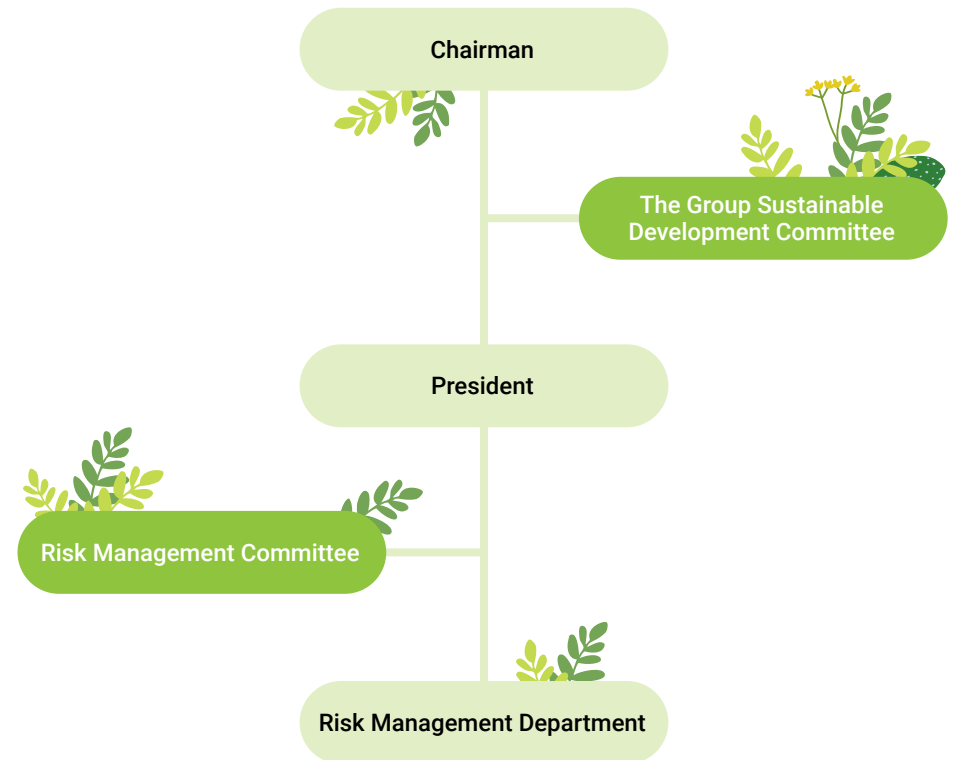 Chairman
The Group Sustainable
Development Committee
President
Risk Management Committee
Risk Management Department